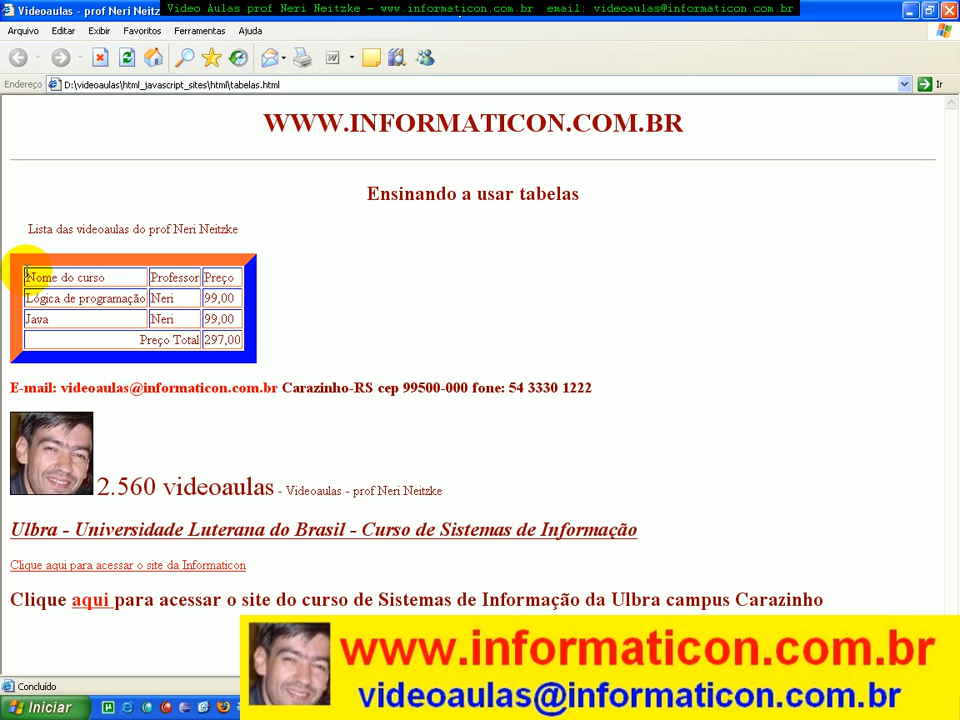 Videoaulas - prof Neri Neitz
Video Aulas prof Neri Neitzke - www.informaticon.com.br email: videoaulas@informaticon.com.br
Arquivo Editar Exibir Favoritos Ferramentas Ajuda
Endereço D:\videoaulas\html_javascript_sites\html\tabelas.html Ir
WWW.INFORMATICON.COM.BR
Ensinando a usar tabelas
Lista das videoaulas do prof Neri Neitzke
Nome do curso Professor Preço
Lógica de programação Neri 99,00
Java Neri 99,00
Preço Total 297,00
E-mail: videoaulas@informaticon.com.br Carazinho-RS cep 99500-000 fone: 54 3330 1222
2.560 videoaulas - Videoaulas - prof Neri Neitzke
Ulbra - Universidade Luterana do Brasil - Curso de Sistemas de Informação
Clique aqui para acessar o site da Informaticon
Clique aqui para acessar o site do curso de Sistemas de Informação da Ulbra campus Carazinho
www.informaticon.com.br
videoaulas@informaticon.com.br
Concluído
Iniciar